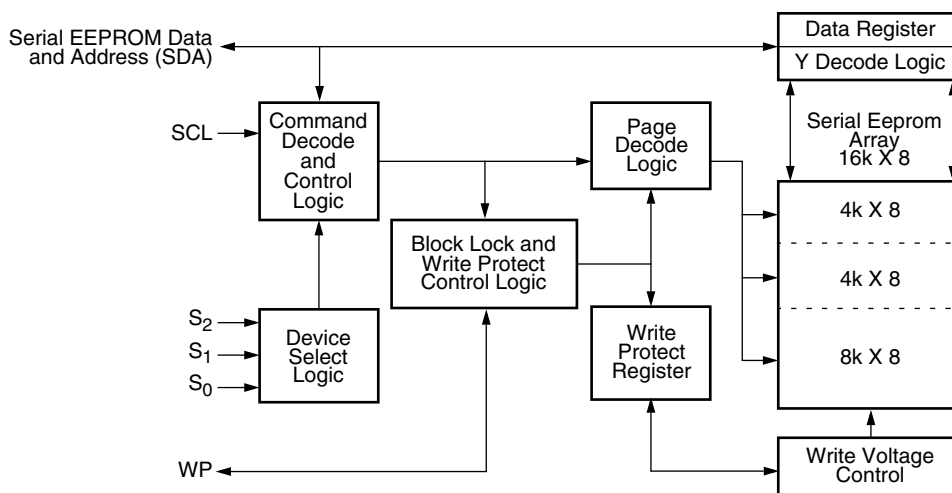 Serial EEPROM Data
and Address (SDA)
Data Register
Y Decode Logic
SCL
Command
Decode
and
Control
Logic
Page
Decode
Logic
Serial Eeprom
Array
16k X 8
4k X 8
Block Lock and
Write Protect
Control Logic
4k X 8
S2
S1
S0
Device
Select
Logic
Write
Protect
Register
8k X 8
WP
Write Voltage
Control